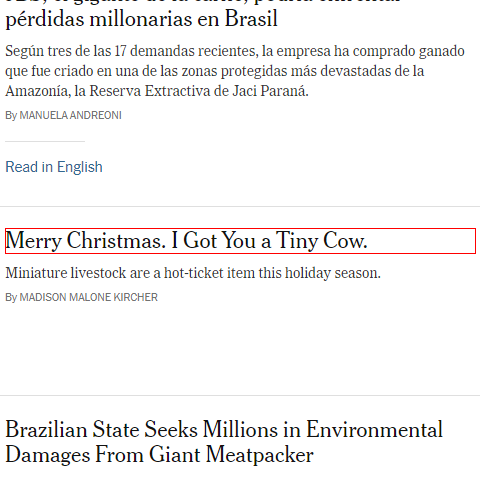 pérdidas millonarias en Brasil
Según tres de las 17 demandas recientes, la empresa ha comprado ganado
que fue criado en una de las zonas protegidas más devastadas de la
Amazonía, la Reserva Extractiva de Jaci Paraná.
By MANUELA ANDREONI
Read in English
Merry Christmas. I Got You a Tiny Cow.
Miniature livestock are a hot-ticket item this holiday season.
By MADISON MALONE KIRCHER
Brazilian State Seeks Millions in Environmental
Damages From Giant Meatpacker